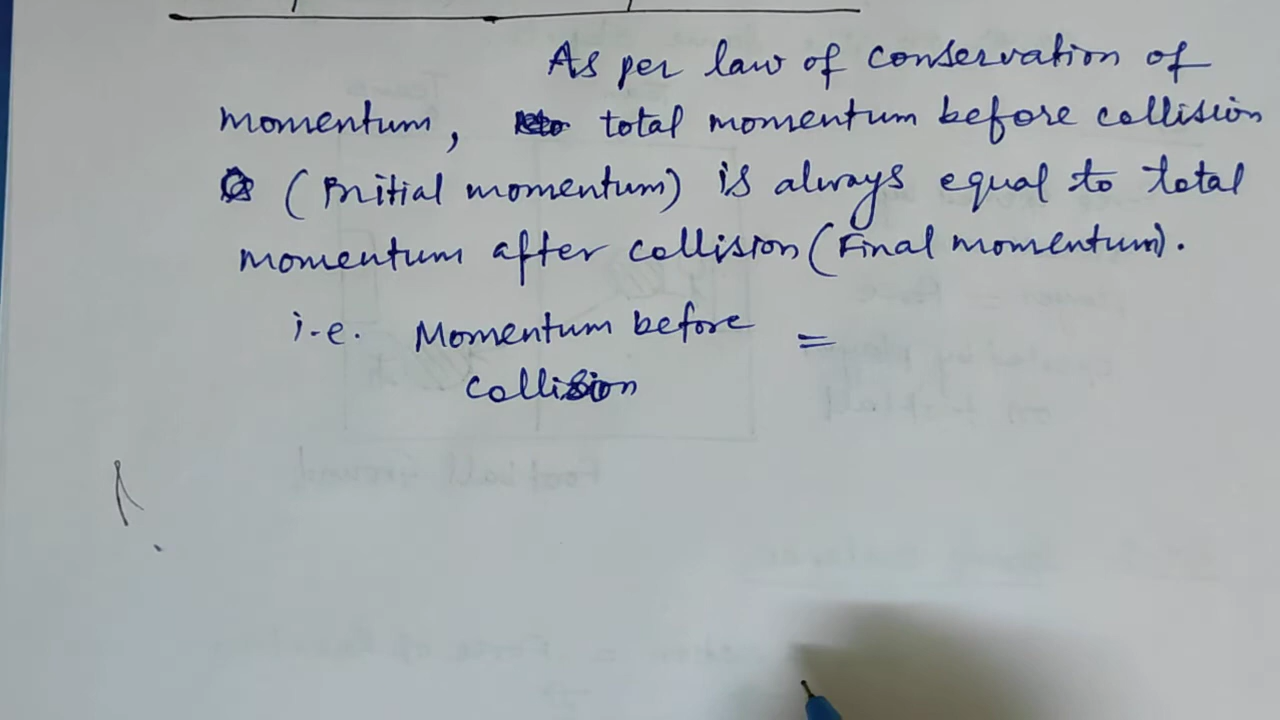 As per law of conservation of
momentum, total momentum before collision
(Initial momentum) is always equal to total
momentum after collision (Final momentum).
i.e. Momentum before =
collision